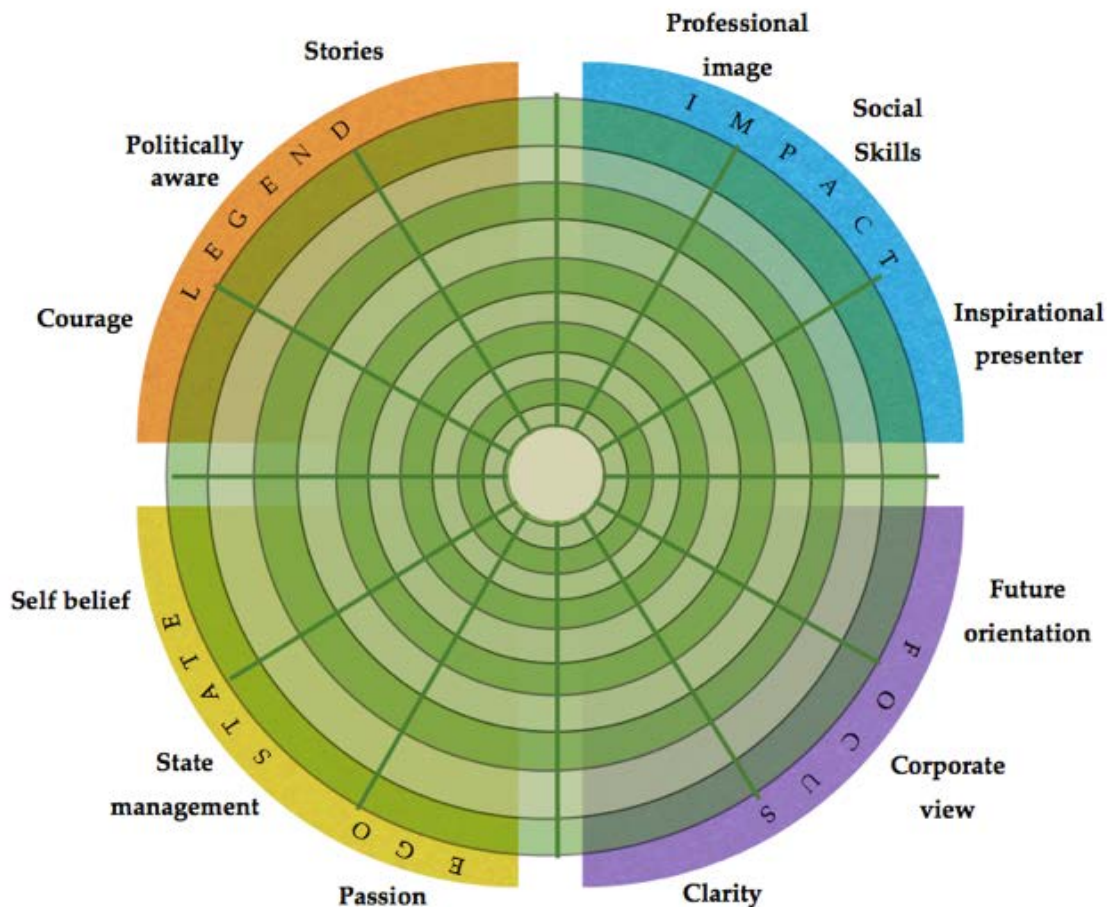 Professional
image
Stories
Social
Skills
Politically
aware
LEGEND
IMPACT
Courage
Inspirational
presenter
Self belief
Future
orientation
EGO STATE
FOCUS
State
management
Corporate
view
Passion
Clarity